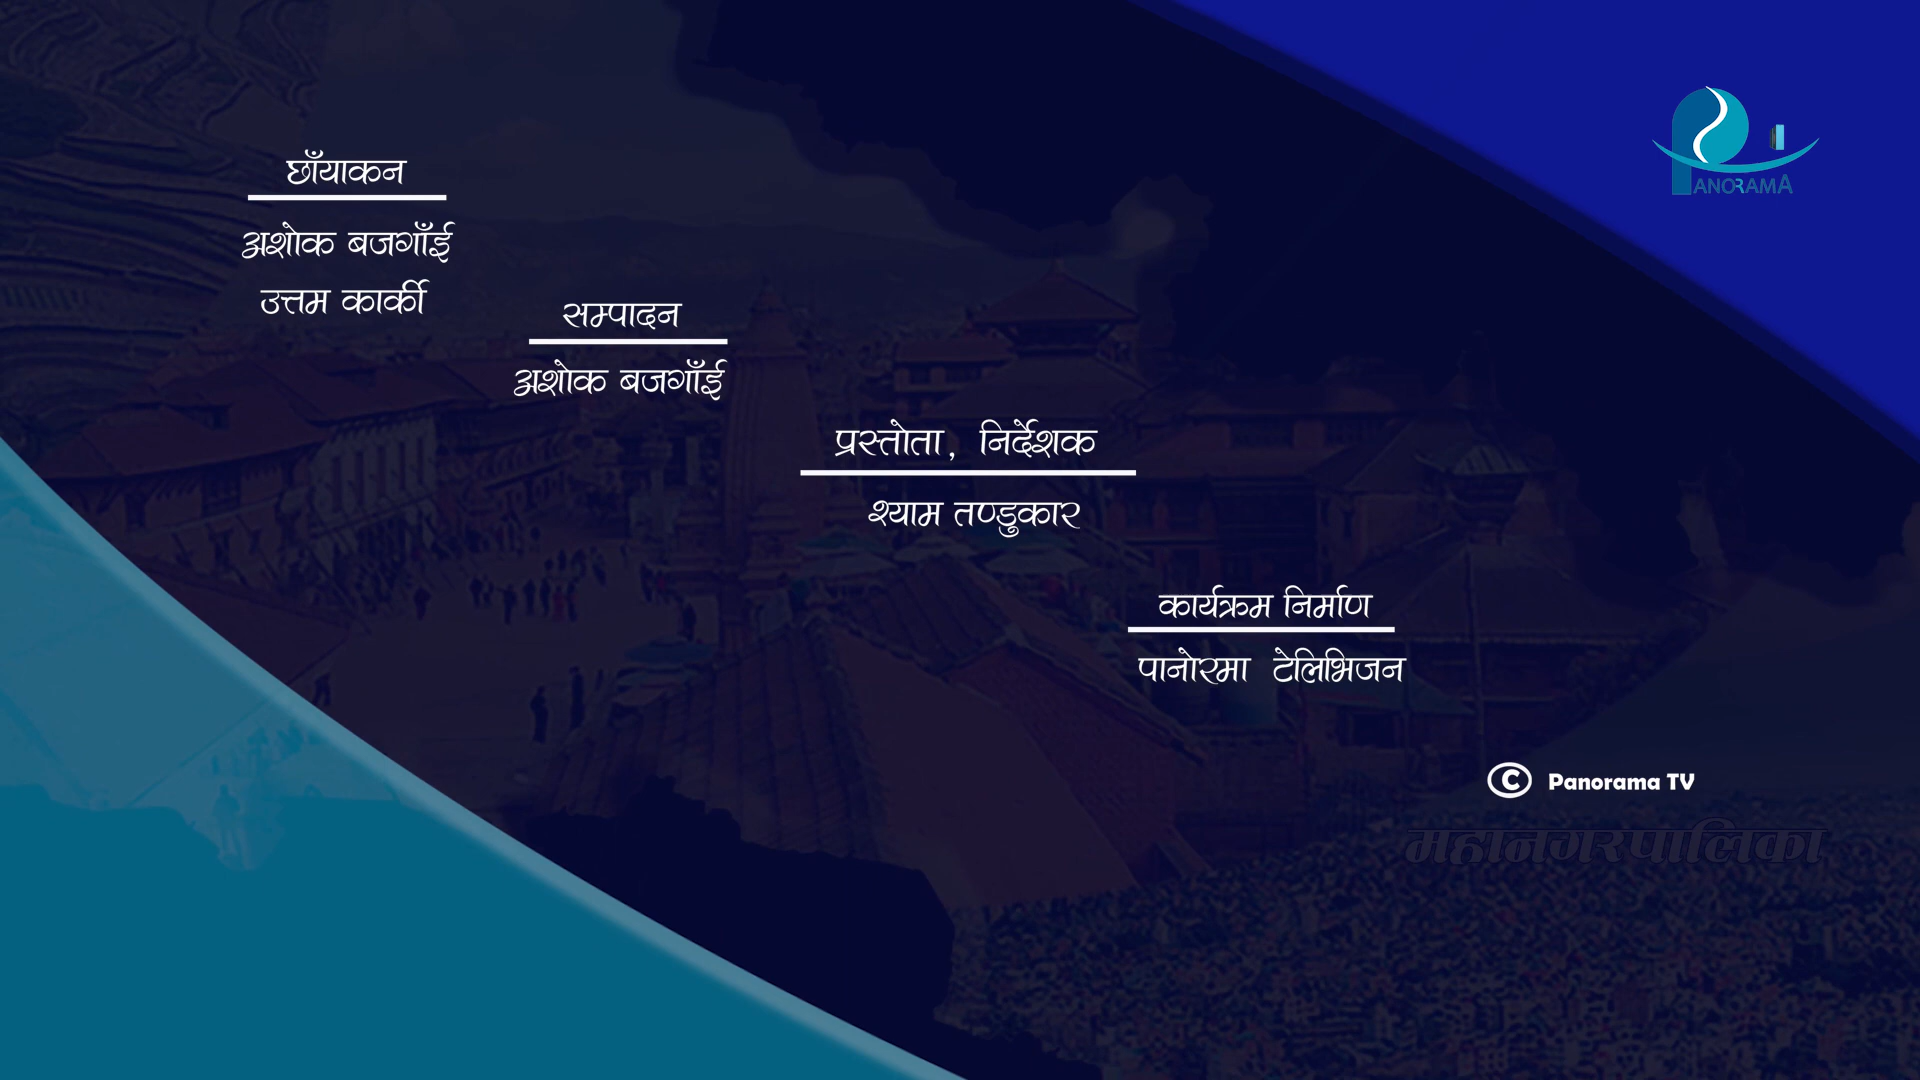 PANORAMA
छाँयाकन
अशोक बजगाँई
उत्तम कार्की
सम्पादन
अशोक बजगाँई
प्रस्तोता, निर्देशक
श्याम तण्डुकार
कार्यक्रम निर्माण
पानोरमा टेलिभिजन
© Panorama TV
महानगरपालिका